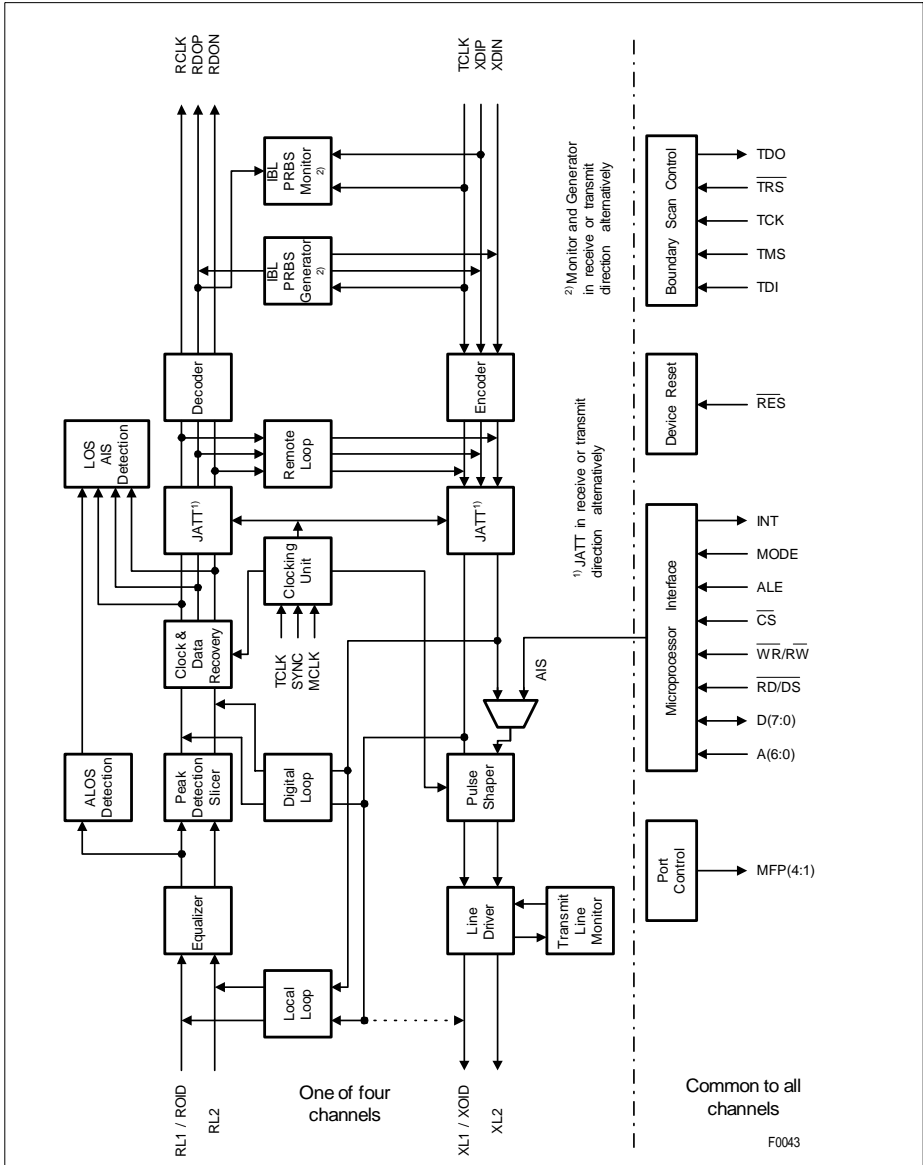 RCLK
RDOP
RDON
TCLK
XDIP
XDIN
IBL
PRBS
Monitor
2)
IBL
PRBS
Generator
2)
2) Monitor and Generator
in receive or transmit
direction alternatively
Boundary Scan Control
TDO
TRS
TCK
TMS
TDI
Decoder
Encoder
LOS
AIS
Detection
Remote
Loop
JATT1)
JATT1)
1) JATT in receive or transmit
direction alternatively
Device Reset
RES
Clocking
Unit
Clock &
Data
Recovery
TCLK
SYNC
MCLK
AIS
Microprocessor Interface
INT
MODE
ALE
CS
WR/RW
RD/DS
D(7:0)
A(6:0)
ALOS
Detection
Peak
Detection
Slicer
Digital
Loop
Pulse
Shaper
Port
Control
MFP(4:1)
Equalizer
Line
Driver
Transmit
Line
Monitor
Local
Loop
RL1 / ROID
RL2
One of four
channels
XL1 / XOID
XL2
Common to all
channels
F0043